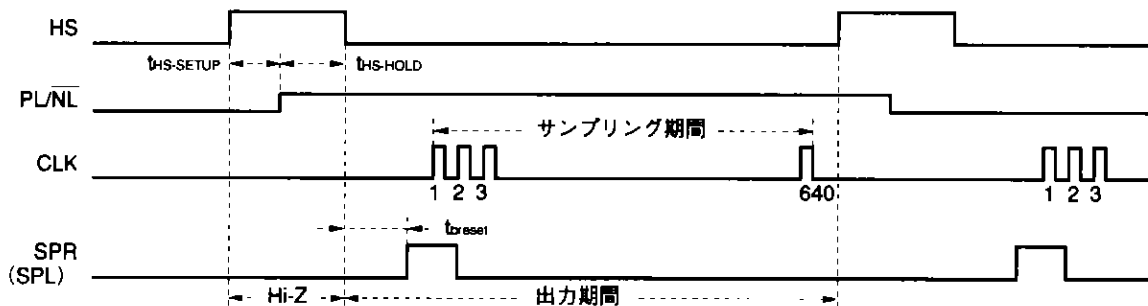 HS
tHS-SETUP tHS-HOLD
PL/NL
サンプリング期間
CLK
1 2 3 640 1 2 3
tbreset
SPR
(SPL)
Hi-Z 出力期間